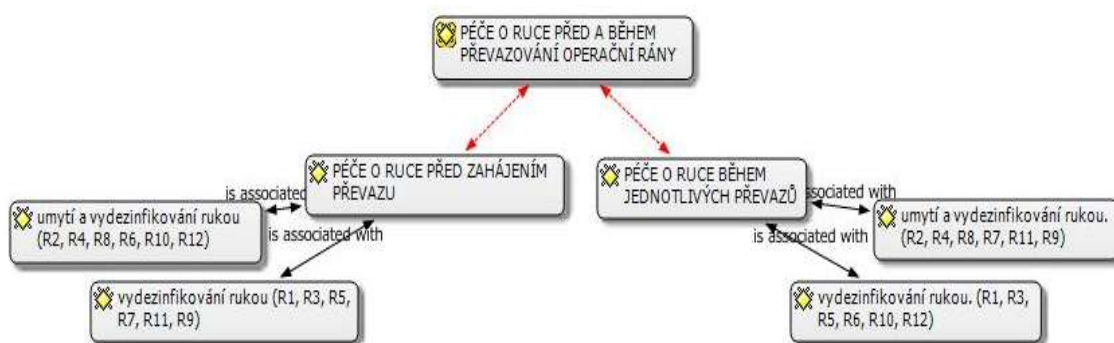 PÉČE O RUCE PŘED A BĚHEM
PŘEVAZOVÁNÍ OPERAČNÍ RÁNY
PÉČE O RUCE PŘED ZAHÁJENÍM
PŘEVAZU
PÉČE O RUCE BĚHEM
JEDNOTLIVÝCH PŘEVAZŮ
is associated
umytí a vydezinfikování rukou
(R2, R4, R8, R6, R10, R12)
is associated with
vydezinfikování rukou (R1, R3, R5,
R7, R11, R9)
associated with
umytí a vydezinfikování rukou.
(R2, R4, R8, R7, R11, R9)
is associated with
vydezinfikování rukou. (R1, R3,
R5, R6, R10, R12)